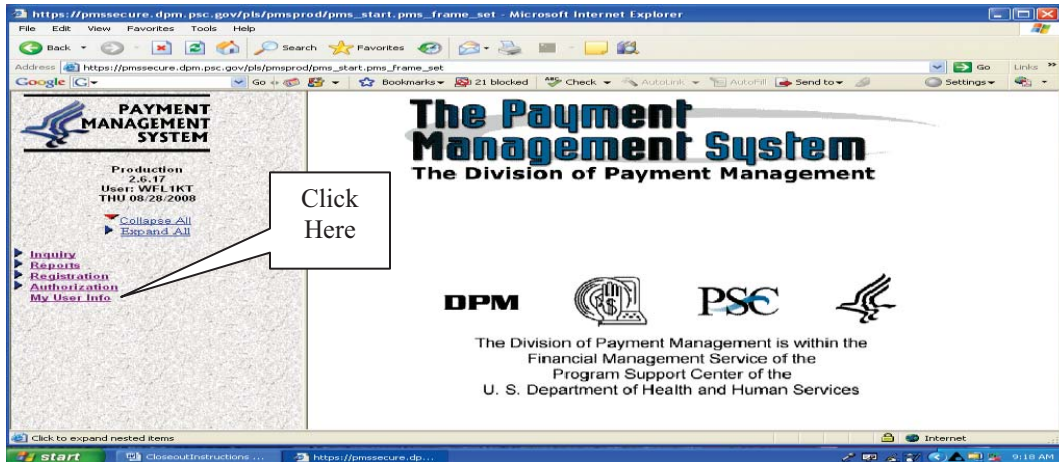 https://pmssecure.dpm.psc.gov/pls/pmsprod/pms_start.pms_frame_set - Microsoft Internet Explorer
File Edit View Favorites Tools Help
Back Search Favorites
Address https://pmssecure.dpm.psc.gov/pls/pmsprod/pms_start.pms_frame_set Go Links »
Google G Go Bookmarks 21 blocked Check AutoLink AutoFill Send to Settings
PAYMENT
MANAGEMENT
SYSTEM
Production
2.6.17
User: WFL1KT
THU 08/28/2008
Collapse All
Expand All
Inquiry
Reports
Registration
Authorization
My User Info
Click
Here
The Payment
Management System
The Division of Payment Management
DPM PSC
The Division of Payment Management is within the
Financial Management Service of the
Program Support Center of the
U. S. Department of Health and Human Services
Click to expand nested items Internet
start CloseoutInstructions ... https://pmssecure.dp... 9:18 AM